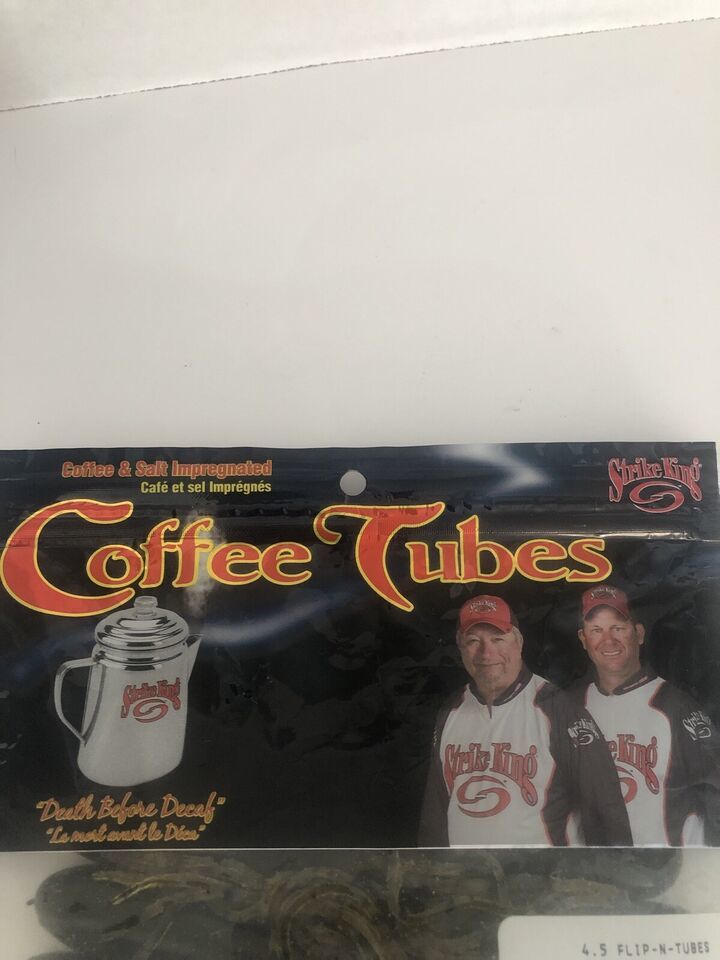 Coffee & Salt Impregnated
Café et sel Imprégnés
Strike King
Coffee Tubes
Strike King
Strike King
Strike King
Strike King
ke King
"Death Before Decaf"
"La mort avant le Déca"
4.5 FLIP-N-TUBES